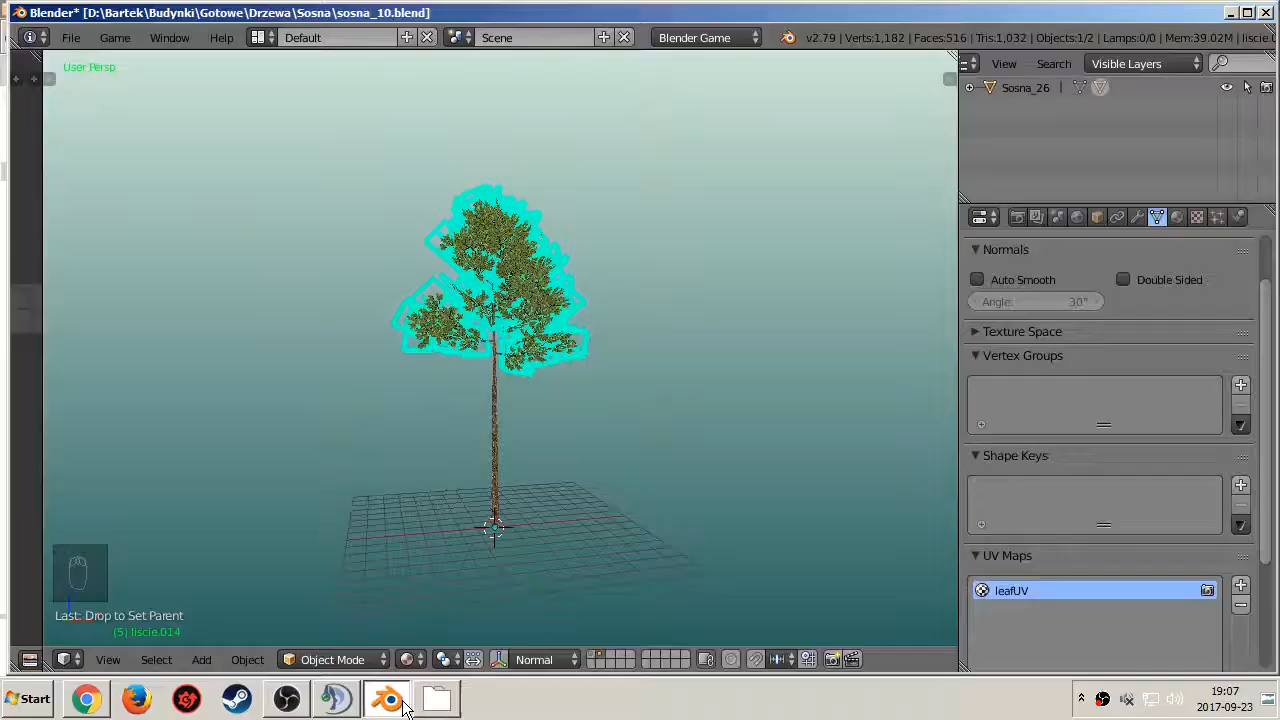 Blender* [D:\Bartek\Budynki\Gotowe\Drzewa\Sosna\sosna_10.blend]
File Game Window Help Default Scene Blender Game v2.79 | Verts:1,182 | Faces:516 | Tris:1,032 | Objects:1/2 | Lamps:0/0 | Mem:39.02M | liscie.0
User Persp
View Search Visible Layers
Sosna_26
Normals
Auto Smooth Double Sided
Angle: 30°
Texture Space
Vertex Groups
Shape Keys
UV Maps
leafUV
Last: Drop to Set Parent
(5) liscie.014
View Select Add Object Object Mode Normal
Start
19:07
2017-09-23